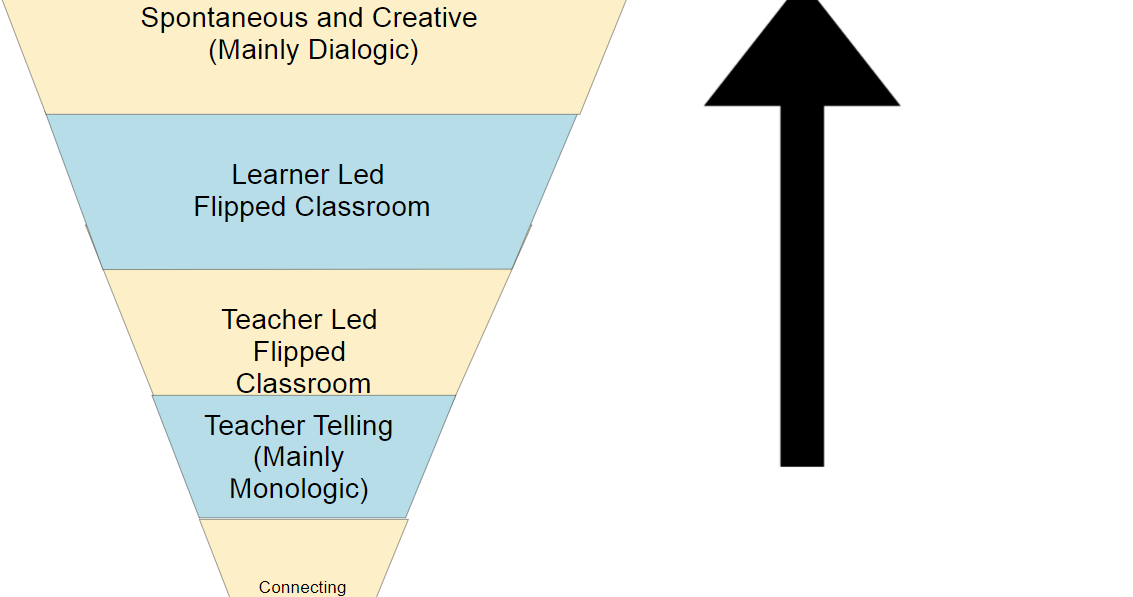 Spontaneous and Creative
(Mainly Dialogic)
Learner Led
Flipped Classroom
Teacher Led
Flipped
Classroom
Teacher Telling
(Mainly
Monologic)
Connecting